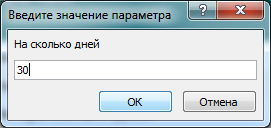 Введите значение параметра
На сколько дней
30
ОК
Отмена